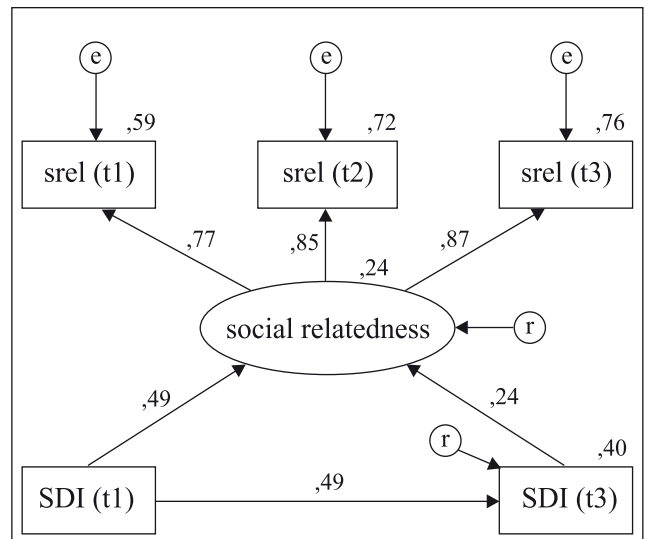 e e e
,59 ,72 ,76
srel (t1) srel (t2) srel (t3)
,77 ,85 ,87
,24
social relatedness r
,49 ,24
r ,40
SDI (t1) ,49 SDI (t3)